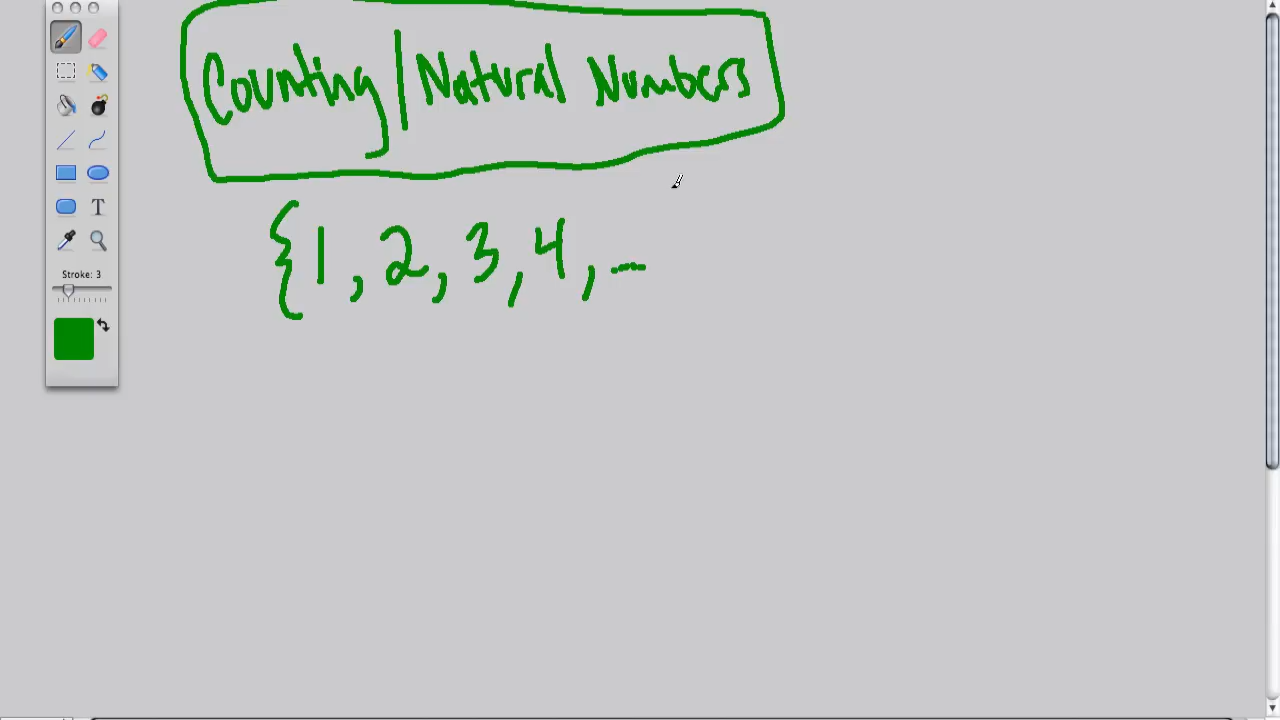 Counting/Natural Numbers
{1, 2, 3, 4, ...
T
Stroke: 3